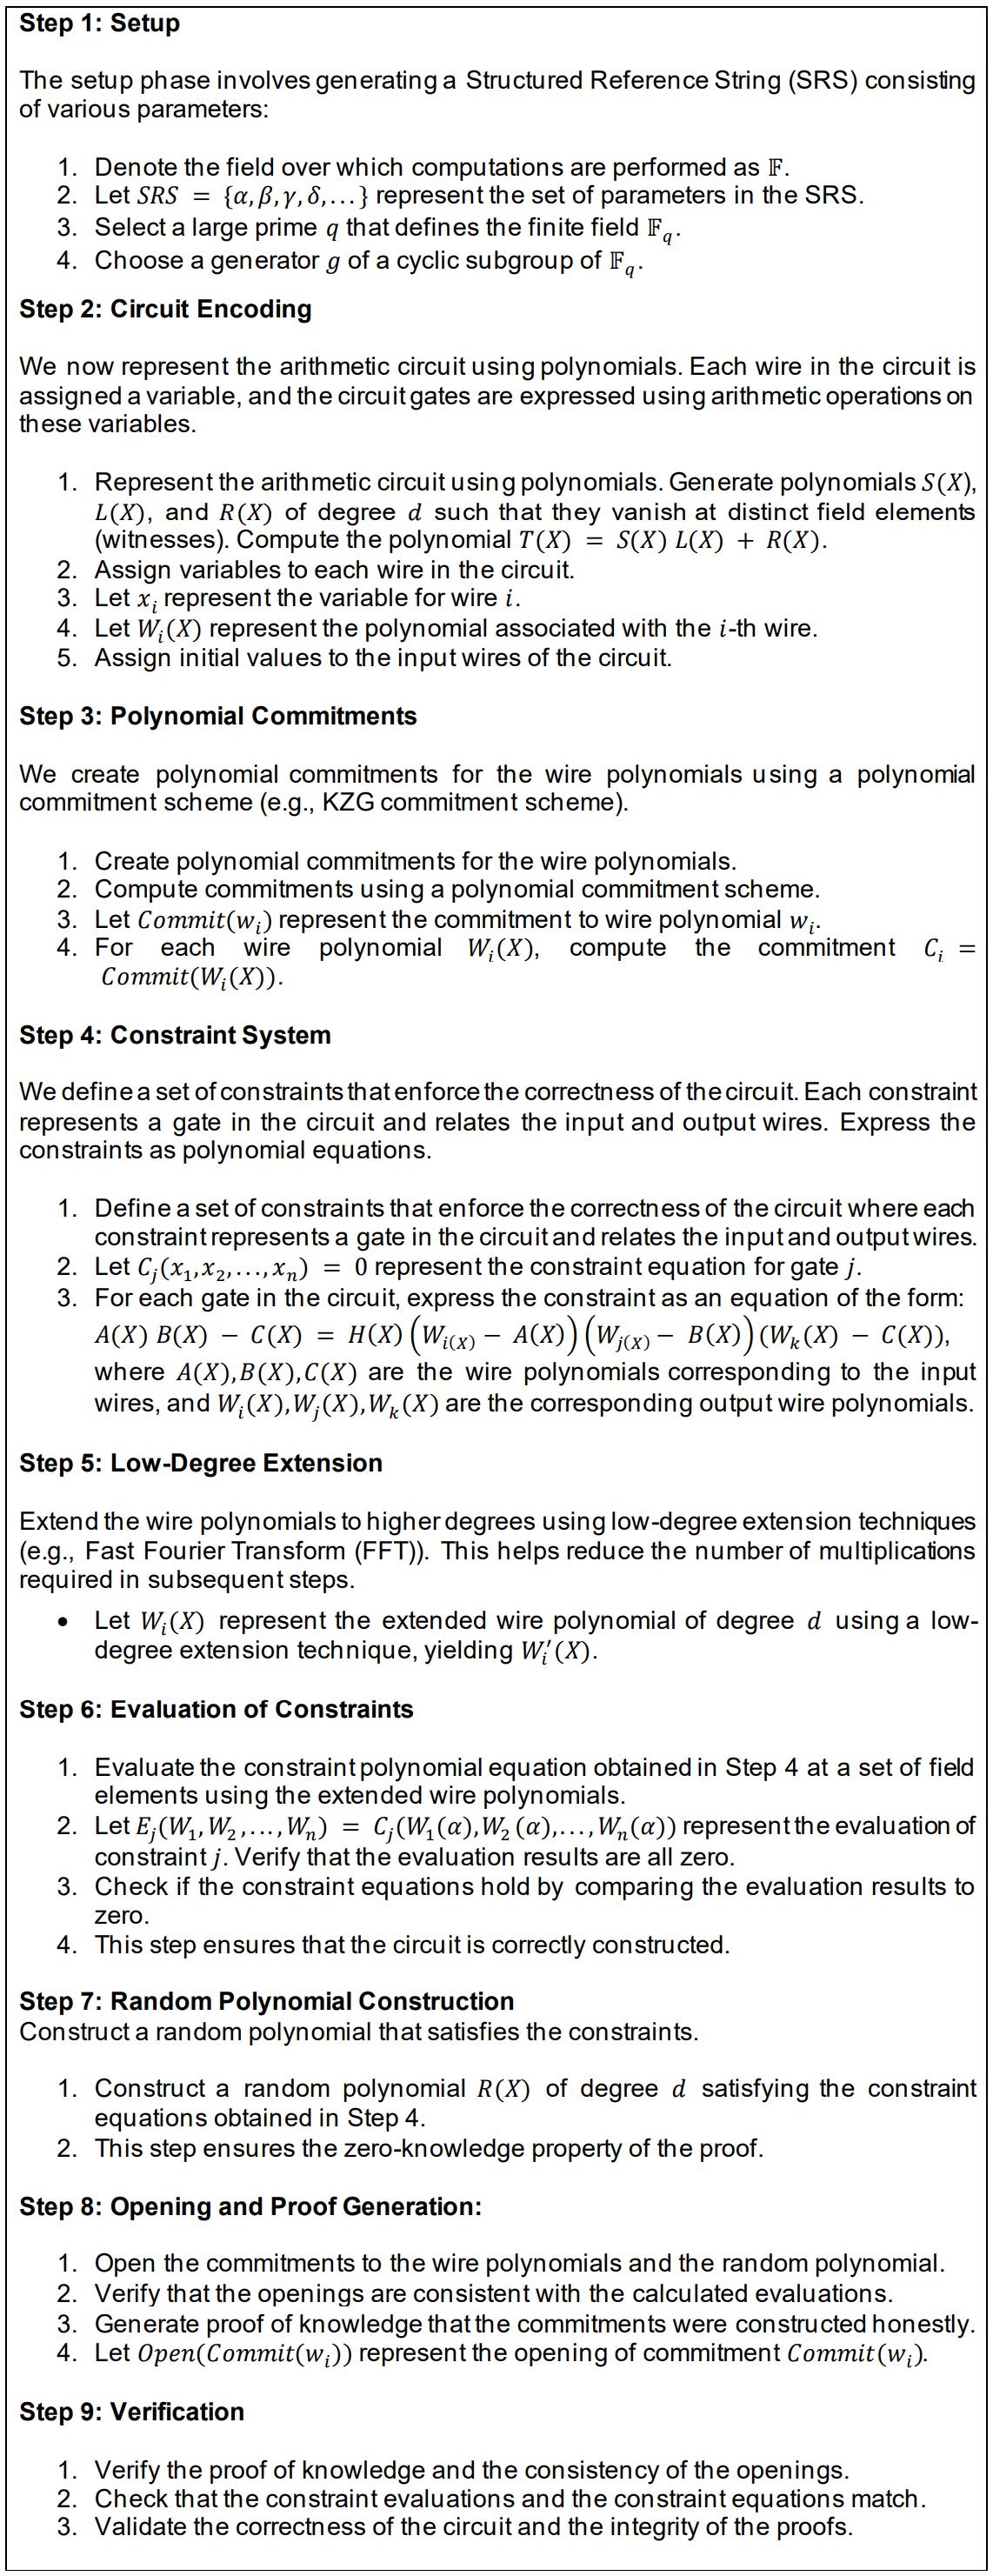 Step 1: Setup
The setup phase involves generating a Structured Reference String (SRS) consisting
of various parameters:
1. Denote the field over which computations are performed as 𝔽.
2. Let SRS = {α, β, γ, δ, ...} represent the set of parameters in the SRS.
3. Select a large prime q that defines the finite field 𝔽_q.
4. Choose a generator g of a cyclic subgroup of 𝔽_q.
Step 2: Circuit Encoding
We now represent the arithmetic circuit using polynomials. Each wire in the circuit is
assigned a variable, and the circuit gates are expressed using arithmetic operations on
these variables.
1. Represent the arithmetic circuit using polynomials. Generate polynomials S(X),
L(X), and R(X) of degree d such that they vanish at distinct field elements
(witnesses). Compute the polynomial T(X) = S(X) L(X) + R(X).
2. Assign variables to each wire in the circuit.
3. Let x_i represent the variable for wire i.
4. Let W_i(X) represent the polynomial associated with the i-th wire.
5. Assign initial values to the input wires of the circuit.
Step 3: Polynomial Commitments
We create polynomial commitments for the wire polynomials using a polynomial
commitment scheme (e.g., KZG commitment scheme).
1. Create polynomial commitments for the wire polynomials.
2. Compute commitments using a polynomial commitment scheme.
3. Let Commit(w_i) represent the commitment to wire polynomial w_i.
4. For each wire polynomial W_i(X), compute the commitment C_i =
Commit(W_i(X)).
Step 4: Constraint System
We define a set of constraints that enforce the correctness of the circuit. Each constraint
represents a gate in the circuit and relates the input and output wires. Express the
constraints as polynomial equations.
1. Define a set of constraints that enforce the correctness of the circuit where each
constraint represents a gate in the circuit and relates the input and output wires.
2. Let C_j(x_1, x_2, ..., x_n) = 0 represent the constraint equation for gate j.
3. For each gate in the circuit, express the constraint as an equation of the form:
A(X) B(X) − C(X) = H(X) (W_{i(X)} − A(X)) (W_{j(X)} − B(X)) (W_k(X) − C(X)),
where A(X), B(X), C(X) are the wire polynomials corresponding to the input
wires, and W_i(X), W_j(X), W_k(X) are the corresponding output wire polynomials.
Step 5: Low-Degree Extension
Extend the wire polynomials to higher degrees using low-degree extension techniques
(e.g., Fast Fourier Transform (FFT)). This helps reduce the number of multiplications
required in subsequent steps.
• Let W_i(X) represent the extended wire polynomial of degree d using a low-
degree extension technique, yielding W_i′(X).
Step 6: Evaluation of Constraints
1. Evaluate the constraint polynomial equation obtained in Step 4 at a set of field
elements using the extended wire polynomials.
2. Let E_j(W_1, W_2, ..., W_n) = C_j(W_1(α), W_2 (α), ..., W_n(α)) represent the evaluation of
constraint j. Verify that the evaluation results are all zero.
3. Check if the constraint equations hold by comparing the evaluation results to
zero.
4. This step ensures that the circuit is correctly constructed.
Step 7: Random Polynomial Construction
Construct a random polynomial that satisfies the constraints.
1. Construct a random polynomial R(X) of degree d satisfying the constraint
equations obtained in Step 4.
2. This step ensures the zero-knowledge property of the proof.
Step 8: Opening and Proof Generation:
1. Open the commitments to the wire polynomials and the random polynomial.
2. Verify that the openings are consistent with the calculated evaluations.
3. Generate proof of knowledge that the commitments were constructed honestly.
4. Let Open(Commit(w_i)) represent the opening of commitment Commit(w_i).
Step 9: Verification
1. Verify the proof of knowledge and the consistency of the openings.
2. Check that the constraint evaluations and the constraint equations match.
3. Validate the correctness of the circuit and the integrity of the proofs.